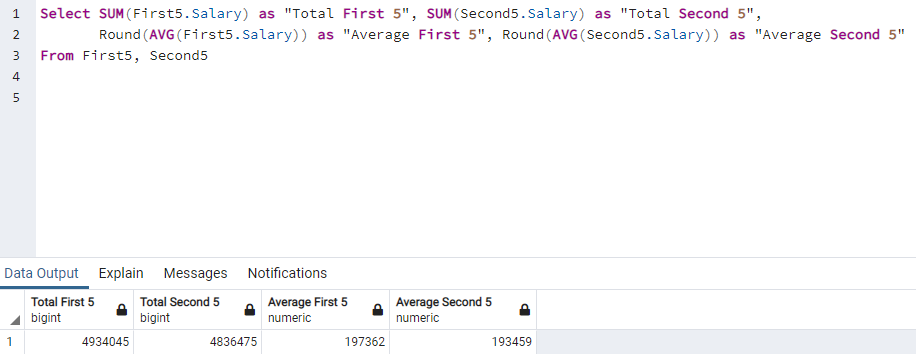 1 Select SUM(First5.Salary) as "Total First 5", SUM(Second5.Salary) as "Total Second 5",
2 Round(AVG(First5.Salary)) as "Average First 5", Round(AVG(Second5.Salary)) as "Average Second 5"
3 From First5, Second5
4
5
Data Output Explain Messages Notifications
Total First 5 Total Second 5 Average First 5 Average Second 5
bigint bigint numeric numeric
1 4934045 4836475 197362 193459